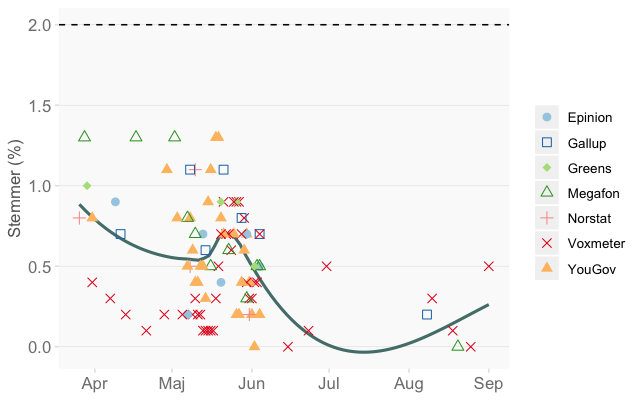 2.0
1.5
1.0
0.5
0.0
Stemmer (%)
Apr Maj Jun Jul Aug Sep
Epinion
Gallup
Greens
Megafon
Norstat
Voxmeter
YouGov